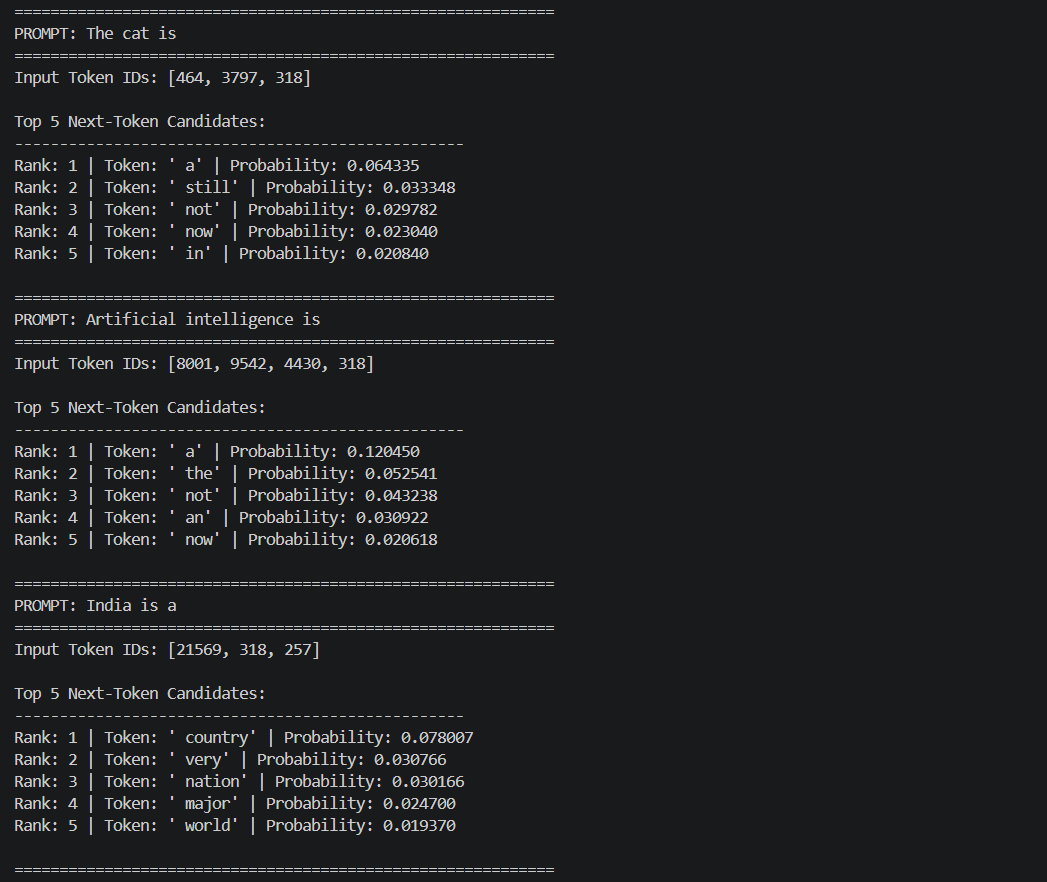 ============================================================
PROMPT: The cat is
============================================================
Input Token IDs: [464, 3797, 318]
Top 5 Next-Token Candidates:
--------------------------------------------------
Rank: 1 | Token: ' a' | Probability: 0.064335
Rank: 2 | Token: ' still' | Probability: 0.033348
Rank: 3 | Token: ' not' | Probability: 0.029782
Rank: 4 | Token: ' now' | Probability: 0.023040
Rank: 5 | Token: ' in' | Probability: 0.020840
============================================================
PROMPT: Artificial intelligence is
============================================================
Input Token IDs: [8001, 9542, 4430, 318]
Top 5 Next-Token Candidates:
--------------------------------------------------
Rank: 1 | Token: ' a' | Probability: 0.120450
Rank: 2 | Token: ' the' | Probability: 0.052541
Rank: 3 | Token: ' not' | Probability: 0.043238
Rank: 4 | Token: ' an' | Probability: 0.030922
Rank: 5 | Token: ' now' | Probability: 0.020618
============================================================
PROMPT: India is a
============================================================
Input Token IDs: [21569, 318, 257]
Top 5 Next-Token Candidates:
--------------------------------------------------
Rank: 1 | Token: ' country' | Probability: 0.078007
Rank: 2 | Token: ' very' | Probability: 0.030766
Rank: 3 | Token: ' nation' | Probability: 0.030166
Rank: 4 | Token: ' major' | Probability: 0.024700
Rank: 5 | Token: ' world' | Probability: 0.019370
============================================================